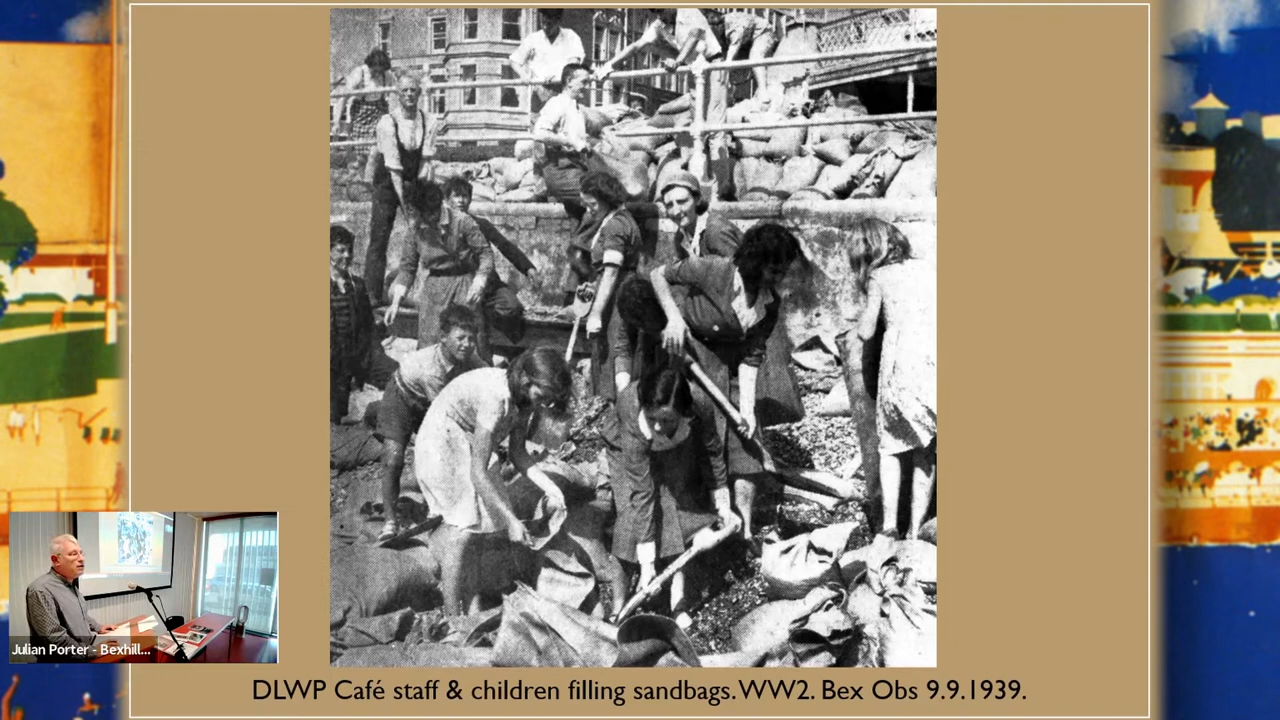 Julian Porter - Bexhill...
DLWP Café staff & children filling sandbags. WW2. Bex Obs 9.9.1939.